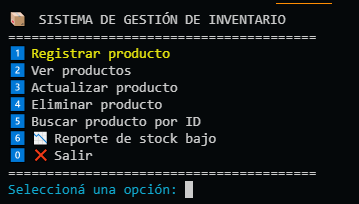 📦 SISTEMA DE GESTIÓN DE INVENTARIO
========================================
1️⃣ Registrar producto
2️⃣ Ver productos
3️⃣ Actualizar producto
4️⃣ Eliminar producto
5️⃣ Buscar producto por ID
6️⃣ 📉 Reporte de stock bajo
0️⃣ ❌ Salir
========================================
Seleccioná una opción: